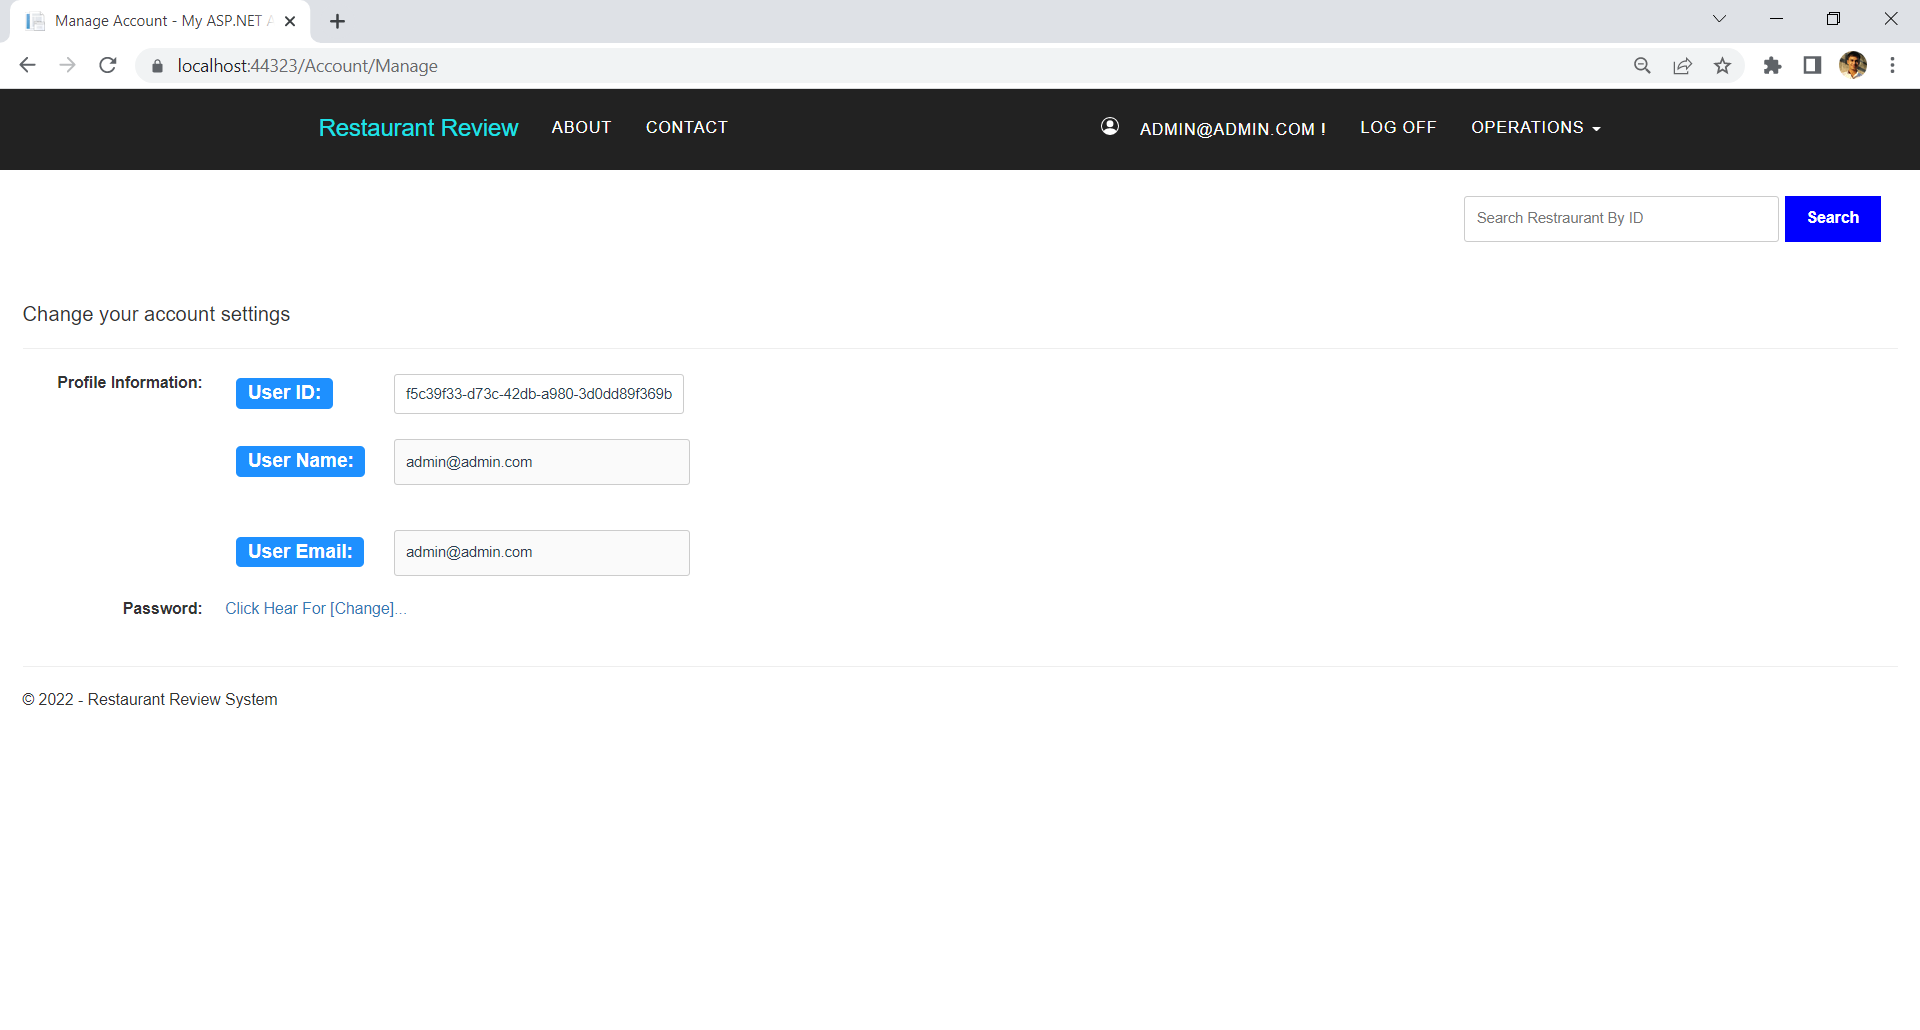 Manage Account - My ASP.NET A
localhost:44323/Account/Manage
Restaurant Review ABOUT CONTACT ADMIN@ADMIN.COM ! LOG OFF OPERATIONS
Search Restraurant By ID Search
Change your account settings
Profile Information: User ID: f5c39f33-d73c-42db-a980-3d0dd89f369b
User Name: admin@admin.com
User Email: admin@admin.com
Password: Click Hear For [Change]...
© 2022 - Restaurant Review System